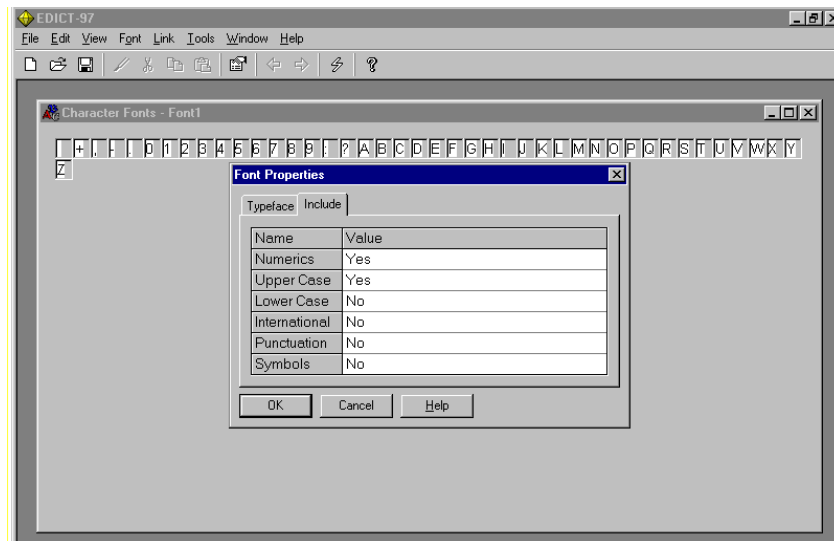 EDICT-97
File Edit View Font Link Tools Window Help
Character Fonts - Font1
+ , - . 0 1 2 3 4 5 6 7 8 9 : ? A B C D E F G H I J K L M N O P Q R S T U V W X Y
Z
Font Properties
Typeface Include
Name Value
Numerics Yes
Upper Case Yes
Lower Case No
International No
Punctuation No
Symbols No
OK Cancel Help